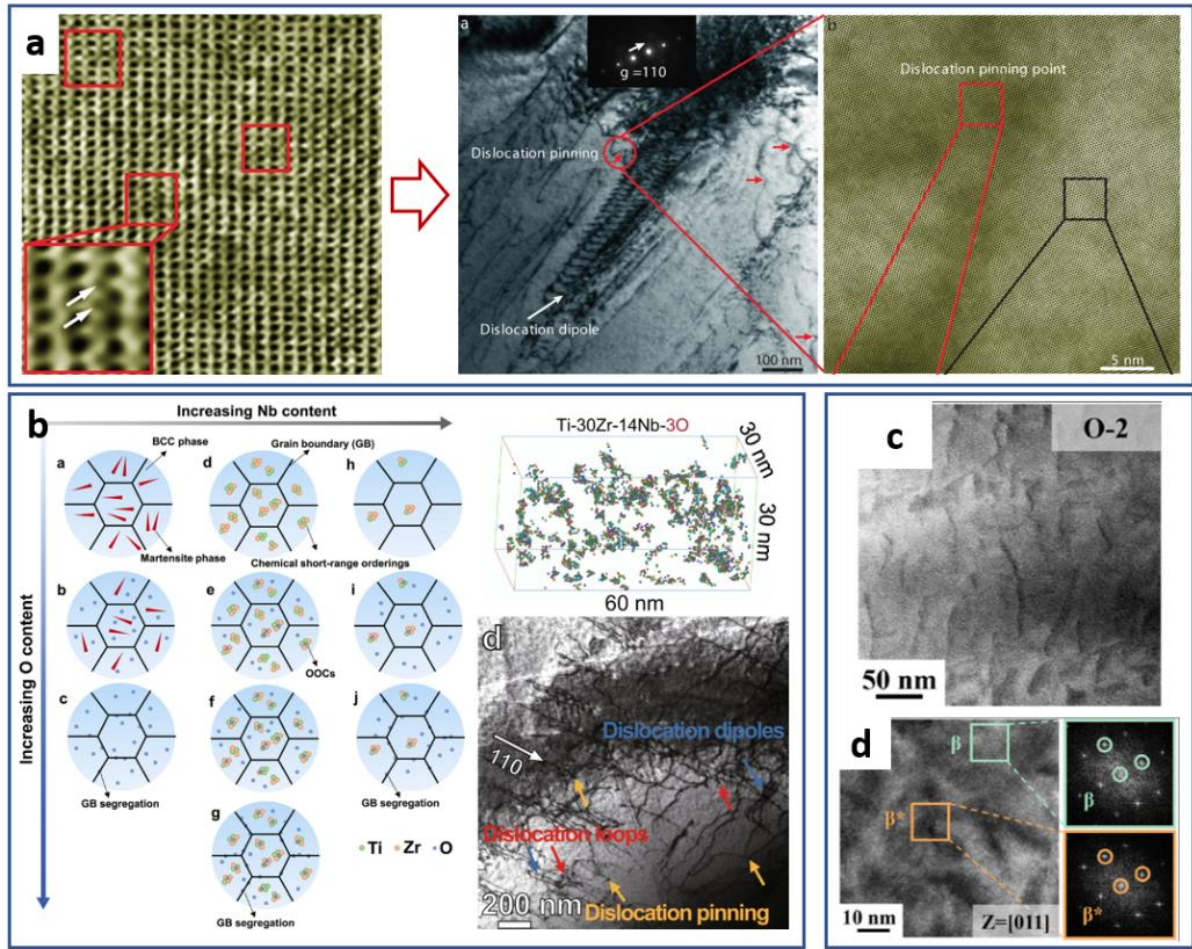 a
a
g =110
Dislocation pinning
Dislocation dipole
100 nm
b
Dislocation pinning point
5 nm
b
Increasing Nb content
Increasing O content
a
BCC phase
Martensite phase
d
Grain boundary (GB)
Chemical short-range orderings
h
b
e
OOCs
i
c
GB segregation
f
j
GB segregation
g
GB segregation
Ti
Zr
O
Ti-30Zr-14Nb-3O
30 nm
30 nm
60 nm
d
110
Dislocation dipoles
Dislocation loops
Dislocation pinning
200 nm
c
O-2
50 nm
d
β
β*
10 nm
Z=[011]
β
β*